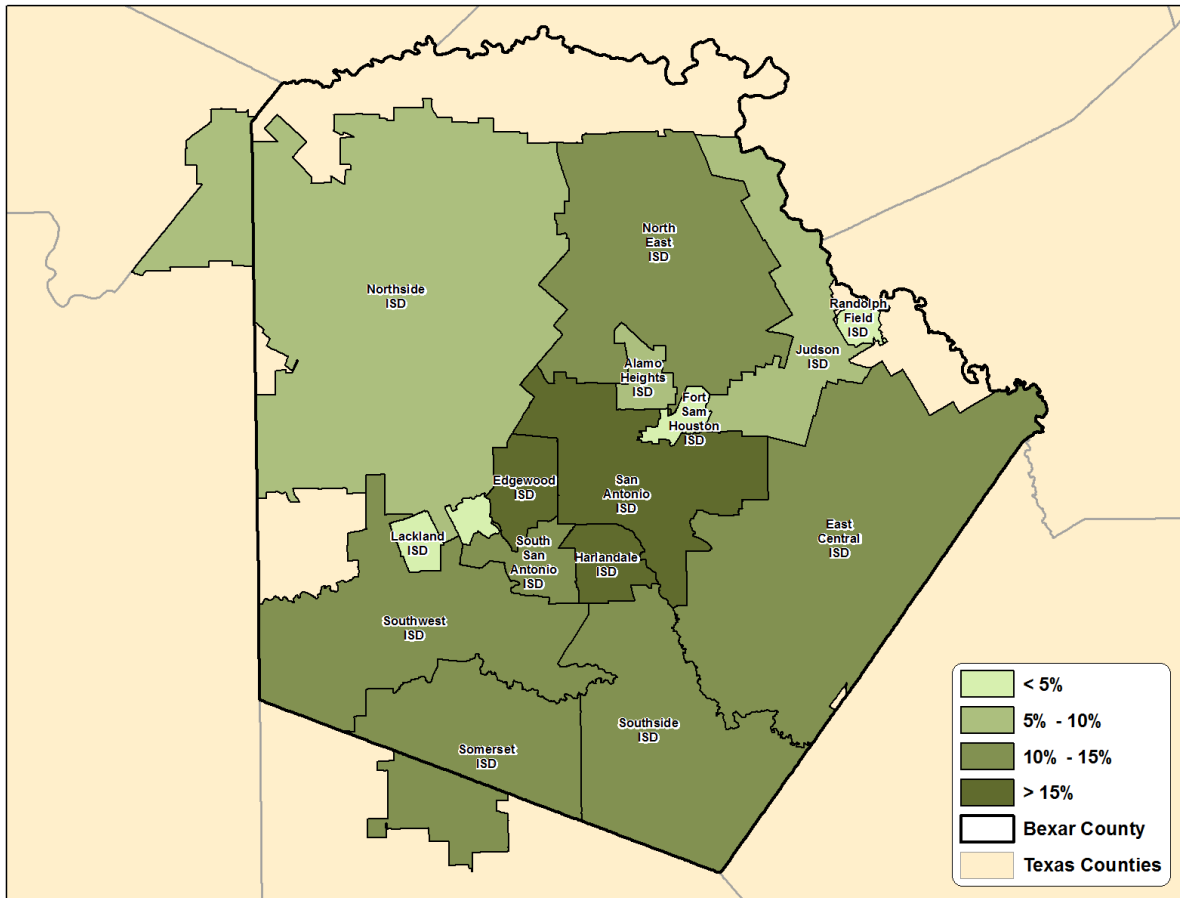 North
East
ISD
Northside
ISD
Randolph
Field
ISD
Judson
ISD
Alamo
Heights
ISD
Fort
Sam
Houston
ISD
Edgewood
ISD
San
Antonio
ISD
East
Central
ISD
Lackland
ISD
South
San
Antonio
ISD
Harlandale
ISD
Southwest
ISD
Southside
ISD
Somerset
ISD
< 5%
5% - 10%
10% - 15%
> 15%
Bexar County
Texas Counties